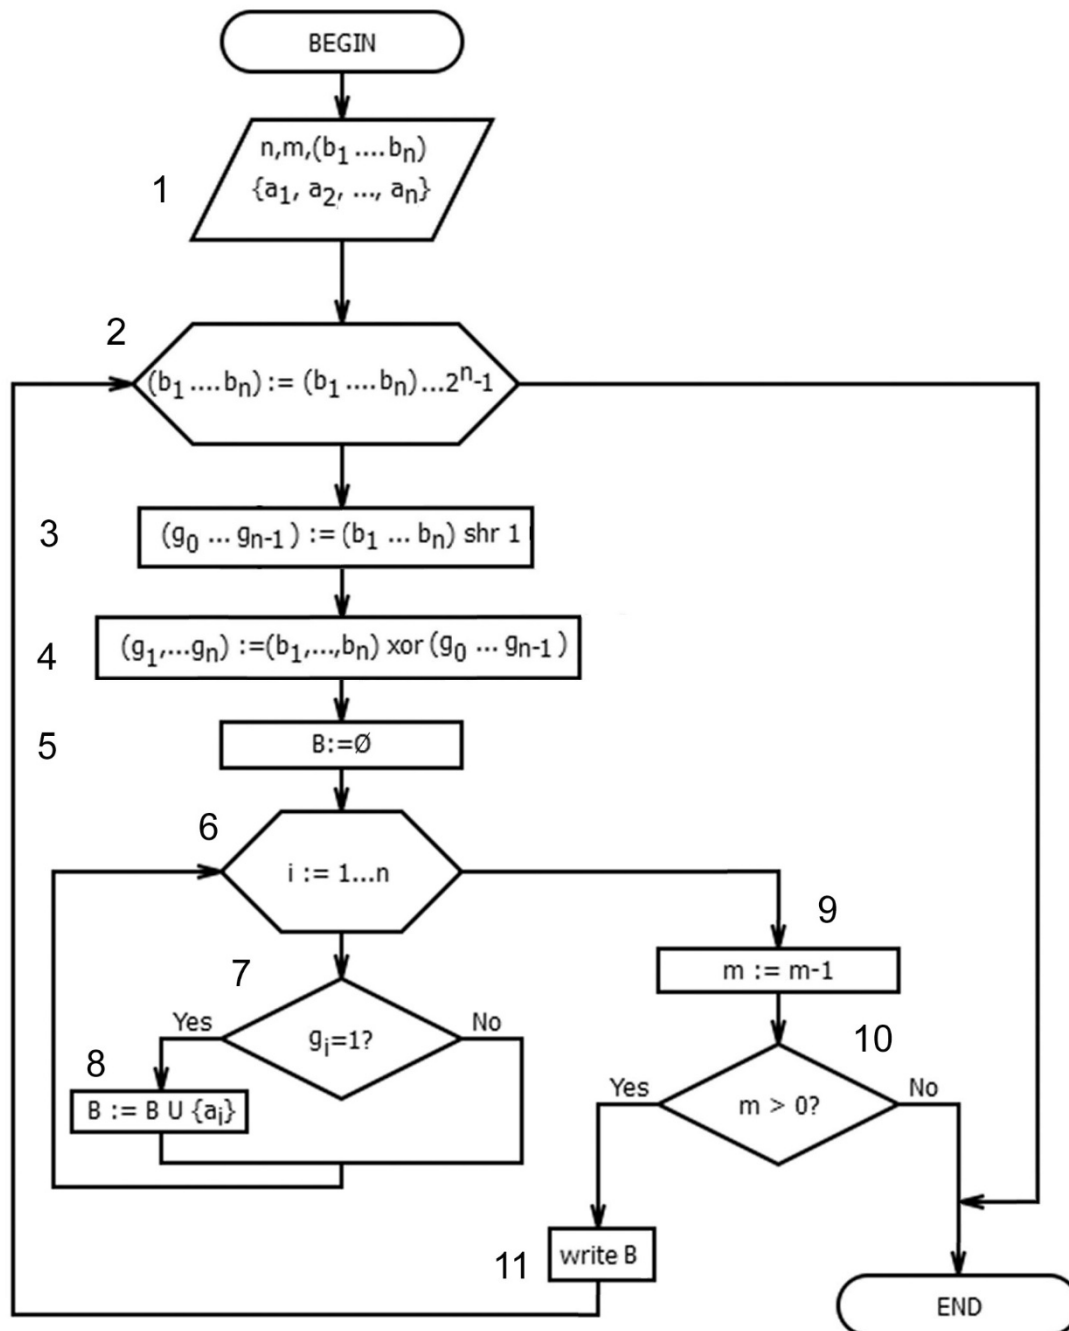 BEGIN
1
n,m,(b₁ ....bₙ)
{a₁, a₂, ..., aₙ}
2
(b₁ ....bₙ) := (b₁ ....bₙ)...2ⁿ-1
3
(g₀ ... gₙ₋₁ ) := (b₁ ... bₙ) shr 1
4
(g₁,...gₙ) :=(b₁,...,bₙ) xor (g₀ ... gₙ₋₁)
5
B:=Ø
6
i := 1...n
7
Yes
gᵢ=1?
No
8
B := B U {aᵢ}
9
m := m-1
10
Yes
m > 0?
No
11
write B
END